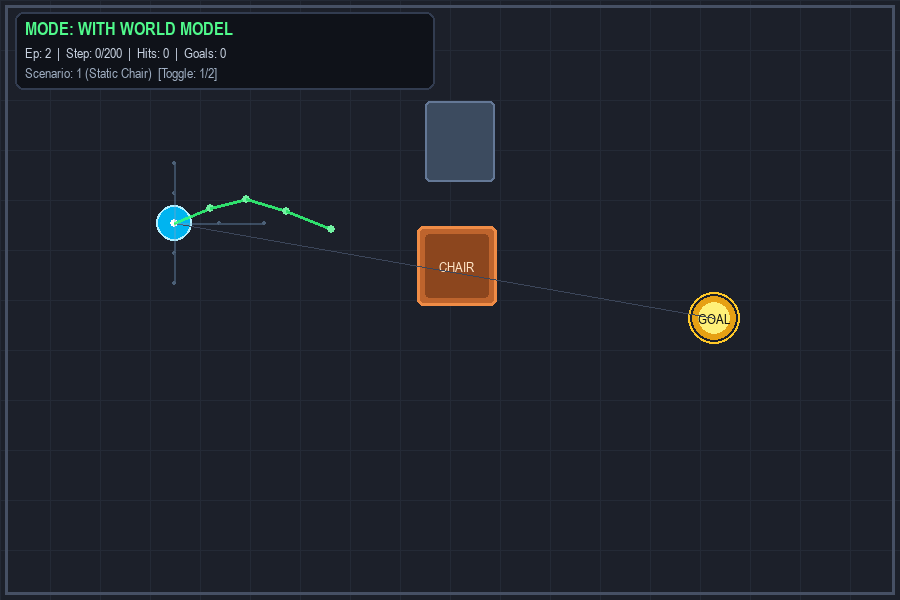 MODE: WITH WORLD MODEL
Ep: 2 | Step: 0/200 | Hits: 0 | Goals: 0
Scenario: 1 (Static Chair) [Toggle: 1/2]
CHAIR
GOAL